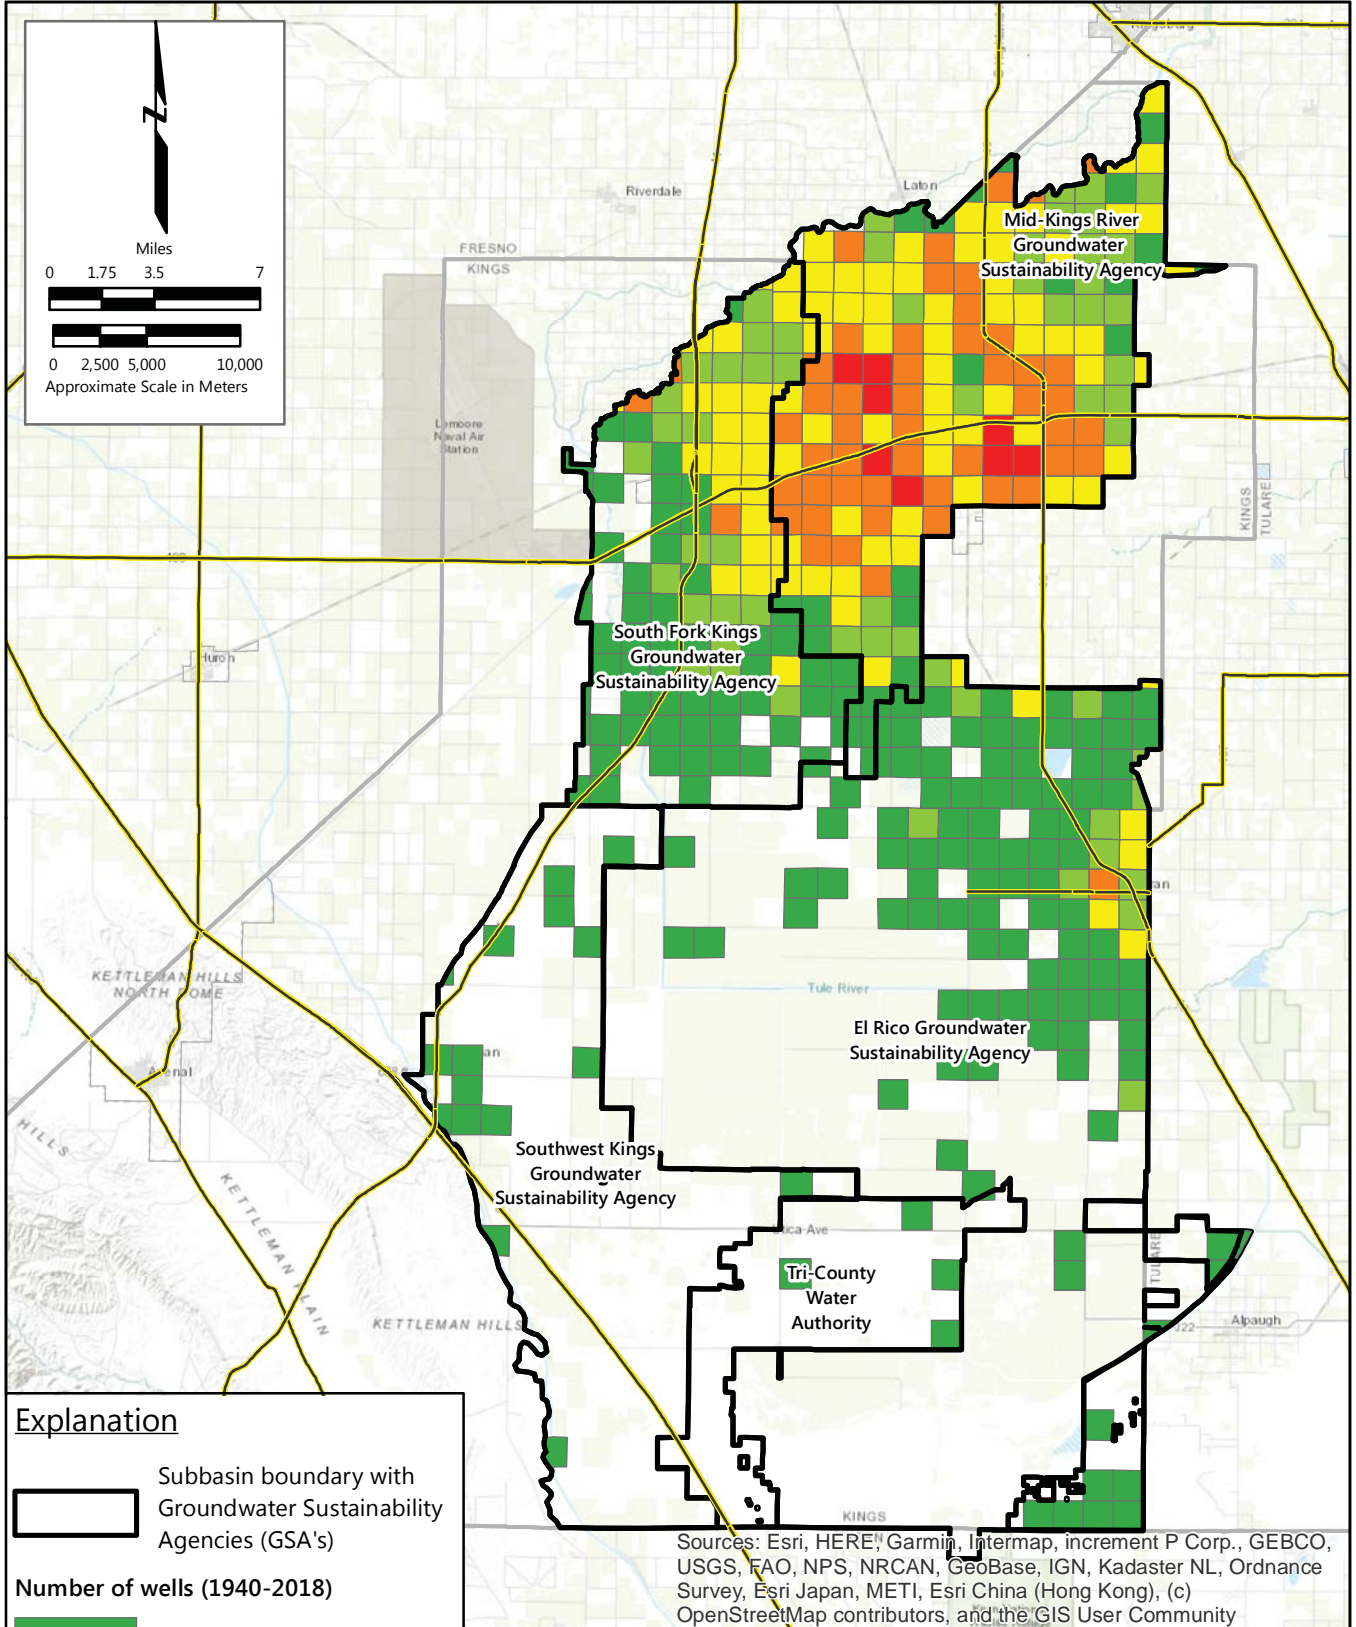 Kingsburg
Z
Miles
0 1.75 3.5 7
0 2,500 5,000 10,000
Approximate Scale in Meters
Riverdale
Laton
FRESNO
KINGS
Mid-Kings River
Groundwater
Sustainability Agency
Lemoore
Naval Air
Station
KINGS
TULARE
Huron
South Fork Kings
Groundwater
Sustainability Agency
KETTLEMAN HILLS
NORTH DOME
Tule River
El Rico Groundwater
Sustainability Agency
Avenal
HILLS
KETTLEMAN PLAIN
Southwest Kings
Groundwater
Sustainability Agency
Utica-Ave
TULARE
Tri-County
Water
Authority
KETTLEMAN HILLS
Alpaugh
Explanation
Subbasin boundary with
Groundwater Sustainability
Agencies (GSA's)
Number of wells (1940-2018)
KINGS
Sources: Esri, HERE, Garmin, Intermap, increment P Corp., GEBCO,
USGS, FAO, NPS, NRCAN, GeoBase, IGN, Kadaster NL, Ordnance
Survey, Esri Japan, METI, Esri China (Hong Kong), (c)
OpenStreetMap contributors, and the GIS User Community